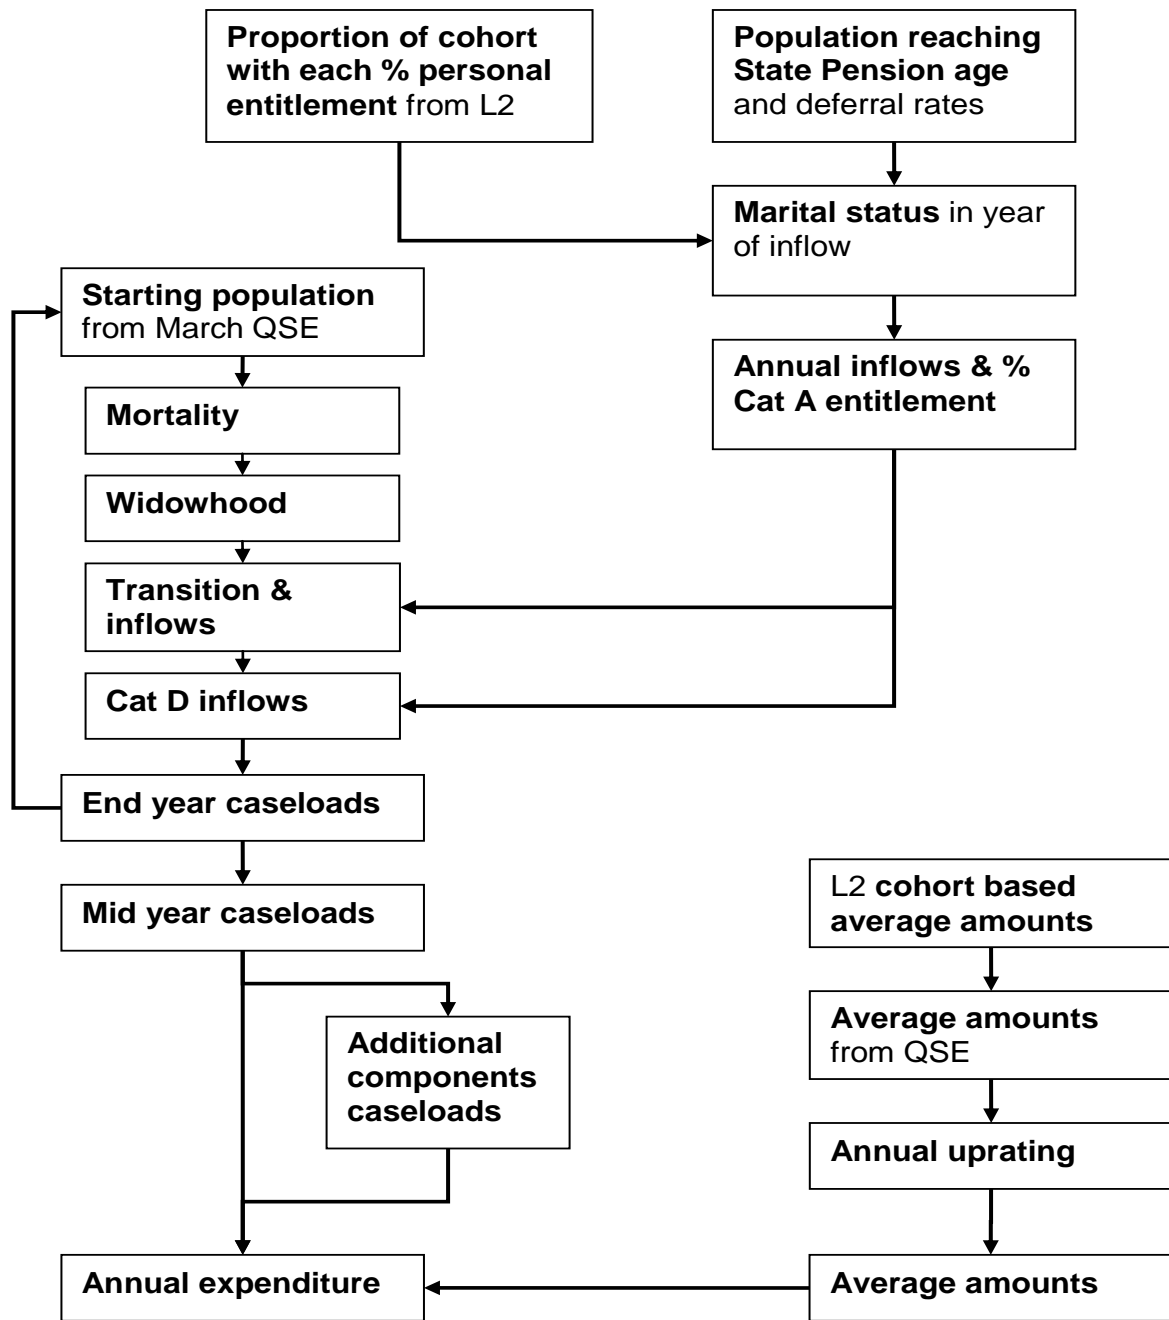 Proportion of cohort
with each % personal
entitlement from L2
Population reaching
State Pension age
and deferral rates
Marital status in year
of inflow
Starting population
from March QSE
Annual inflows & %
Cat A entitlement
Mortality
Widowhood
Transition &
inflows
Cat D inflows
End year caseloads
Mid year caseloads
L2 cohort based
average amounts
Additional
components
caseloads
Average amounts
from QSE
Annual uprating
Annual expenditure
Average amounts